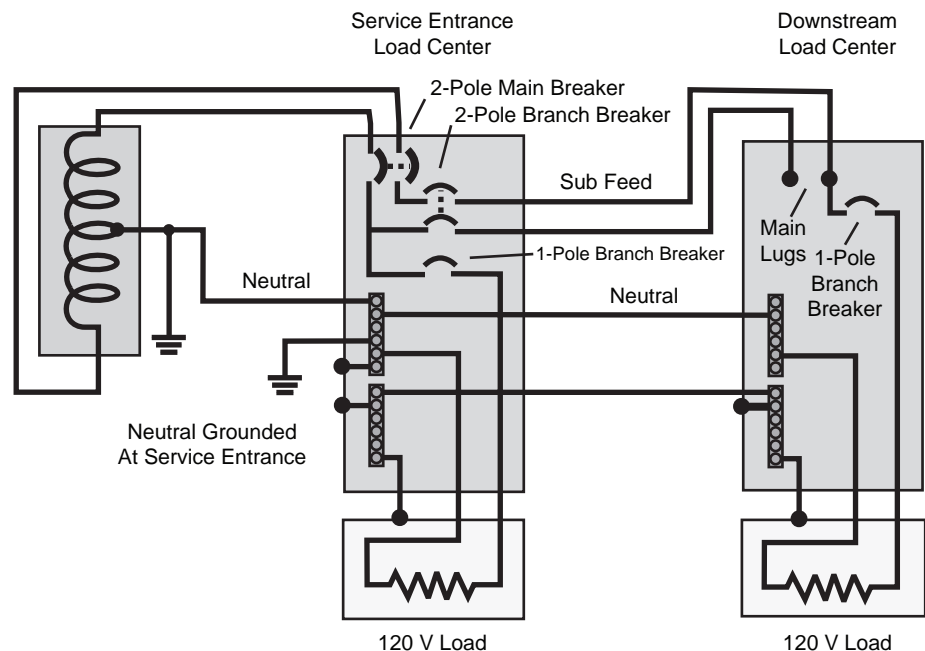 Service Entrance
Load Center
Downstream
Load Center
2-Pole Main Breaker
2-Pole Branch Breaker
Sub Feed
Main
Lugs
1-Pole
Branch
Breaker
1-Pole Branch Breaker
Neutral
Neutral
Neutral Grounded
At Service Entrance
120 V Load
120 V Load